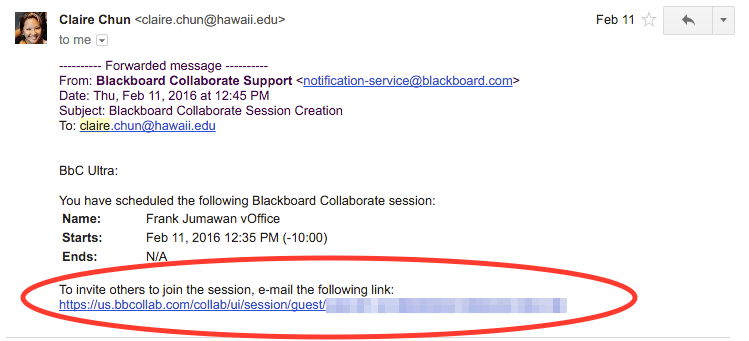 Claire Chun <claire.chun@hawaii.edu> Feb 11
to me
---------- Forwarded message ----------
From: Blackboard Collaborate Support <notification-service@blackboard.com>
Date: Thu, Feb 11, 2016 at 12:45 PM
Subject: Blackboard Collaborate Session Creation
To: claire.chun@hawaii.edu
BbC Ultra:
You have scheduled the following Blackboard Collaborate session:
Name: Frank Jumawan vOffice
Starts: Feb 11, 2016 12:35 PM (-10:00)
Ends: N/A
To invite others to join the session, e-mail the following link:
https://us.bbcollab.com/collab/ui/session/guest/